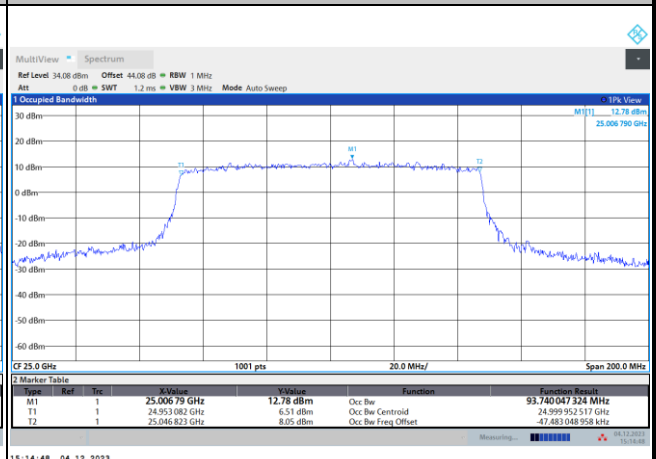 MultiView Spectrum
Ref Level 34.08 dBm Offset 44.08 dB RBW 1 MHz
Att 0 dB SWT 1.2 ms VBW 3 MHz Mode Auto Sweep
1 Occupied Bandwidth 1Pk View
M1[1] 12.78 dBm
25.006 790 GHz
30 dBm
20 dBm
M1
T1
T2
10 dBm
0 dBm
-10 dBm
-20 dBm
-30 dBm
-40 dBm
-50 dBm
-60 dBm
CF 25.0 GHz 1001 pts 20.0 MHz/ Span 200.0 MHz
2 Marker Table
Type Ref Trc X-Value Y-Value Function Function Result
M1 1 25.006 79 GHz 12.78 dBm Occ Bw 93.740 047 324 MHz
T1 1 24.953 082 GHz 6.51 dBm Occ Bw Centroid 24.999 952 517 GHz
T2 1 25.046 823 GHz 8.05 dBm Occ Bw Freq Offset -47.483 048 958 kHz
Measuring... 04.12.2023
15:14:48
15:14:48 04.12.2023